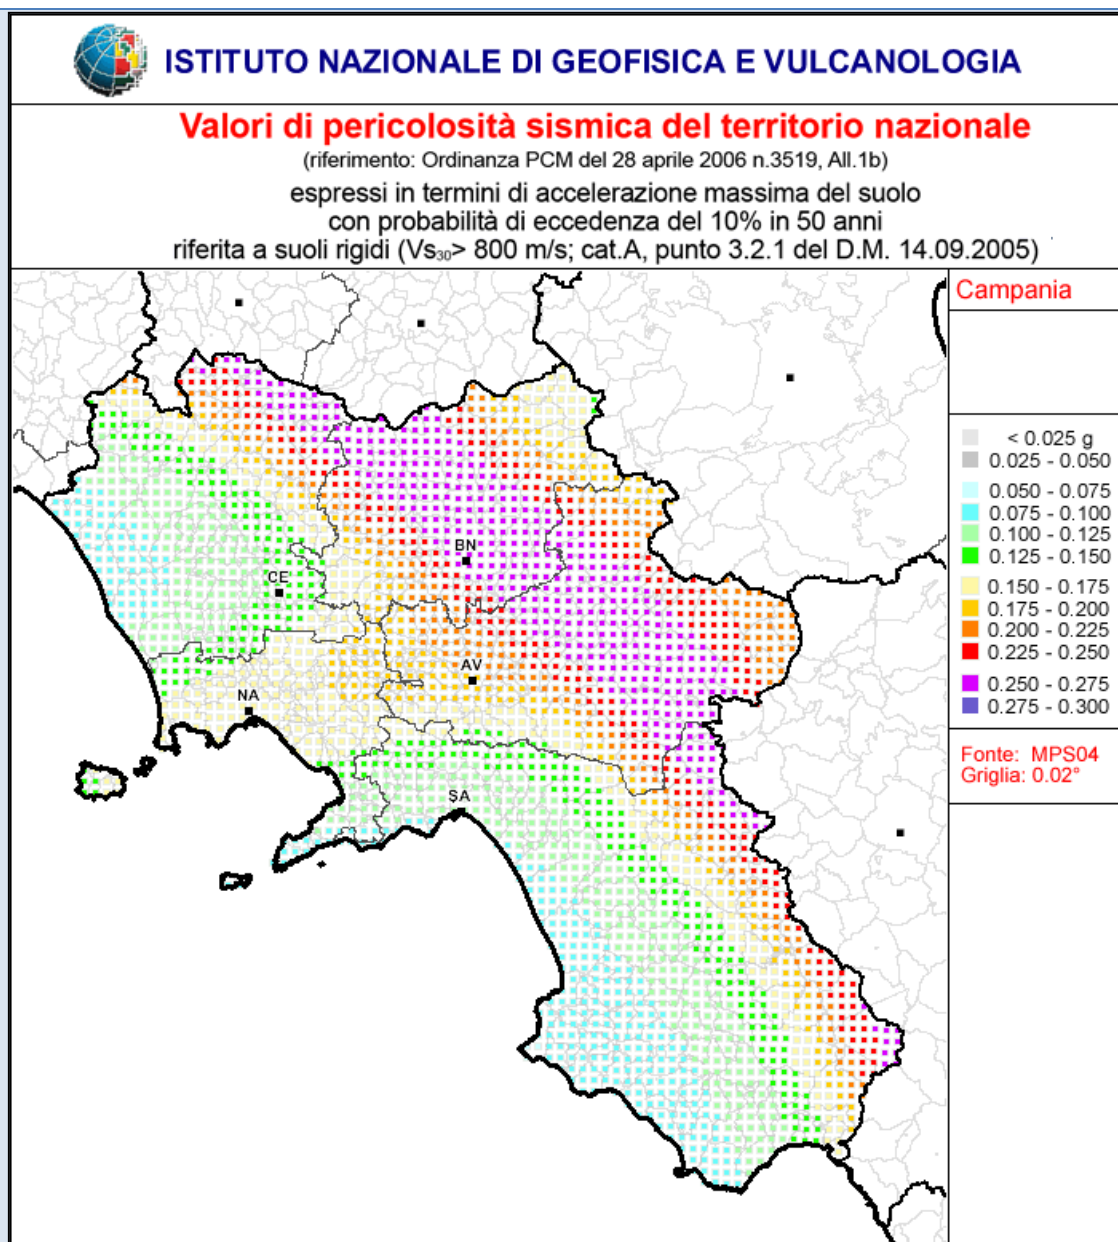 ISTITUTO NAZIONALE DI GEOFISICA E VULCANOLOGIA
Valori di pericolosità sismica del territorio nazionale
(riferimento: Ordinanza PCM del 28 aprile 2006 n.3519, All.1b)
espressi in termini di accelerazione massima del suolo
con probabilità di eccedenza del 10% in 50 anni
riferita a suoli rigidi (Vs30> 800 m/s; cat.A, punto 3.2.1 del D.M. 14.09.2005)
Campania
< 0.025 g
0.025 - 0.050
0.050 - 0.075
0.075 - 0.100
0.100 - 0.125
0.125 - 0.150
0.150 - 0.175
0.175 - 0.200
0.200 - 0.225
0.225 - 0.250
0.250 - 0.275
0.275 - 0.300
Fonte: MPS04
Griglia: 0.02°
BN
CE
AV
NA
SA